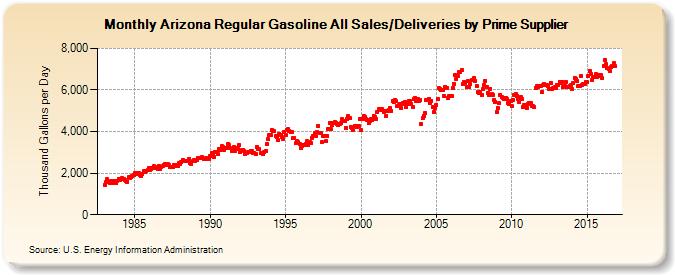 Monthly Arizona Regular Gasoline All Sales/Deliveries by Prime Supplier
Thousand Gallons per Day
8,000
6,000
4,000
2,000
0
1985 1990 1995 2000 2005 2010 2015
Source: U.S. Energy Information Administration